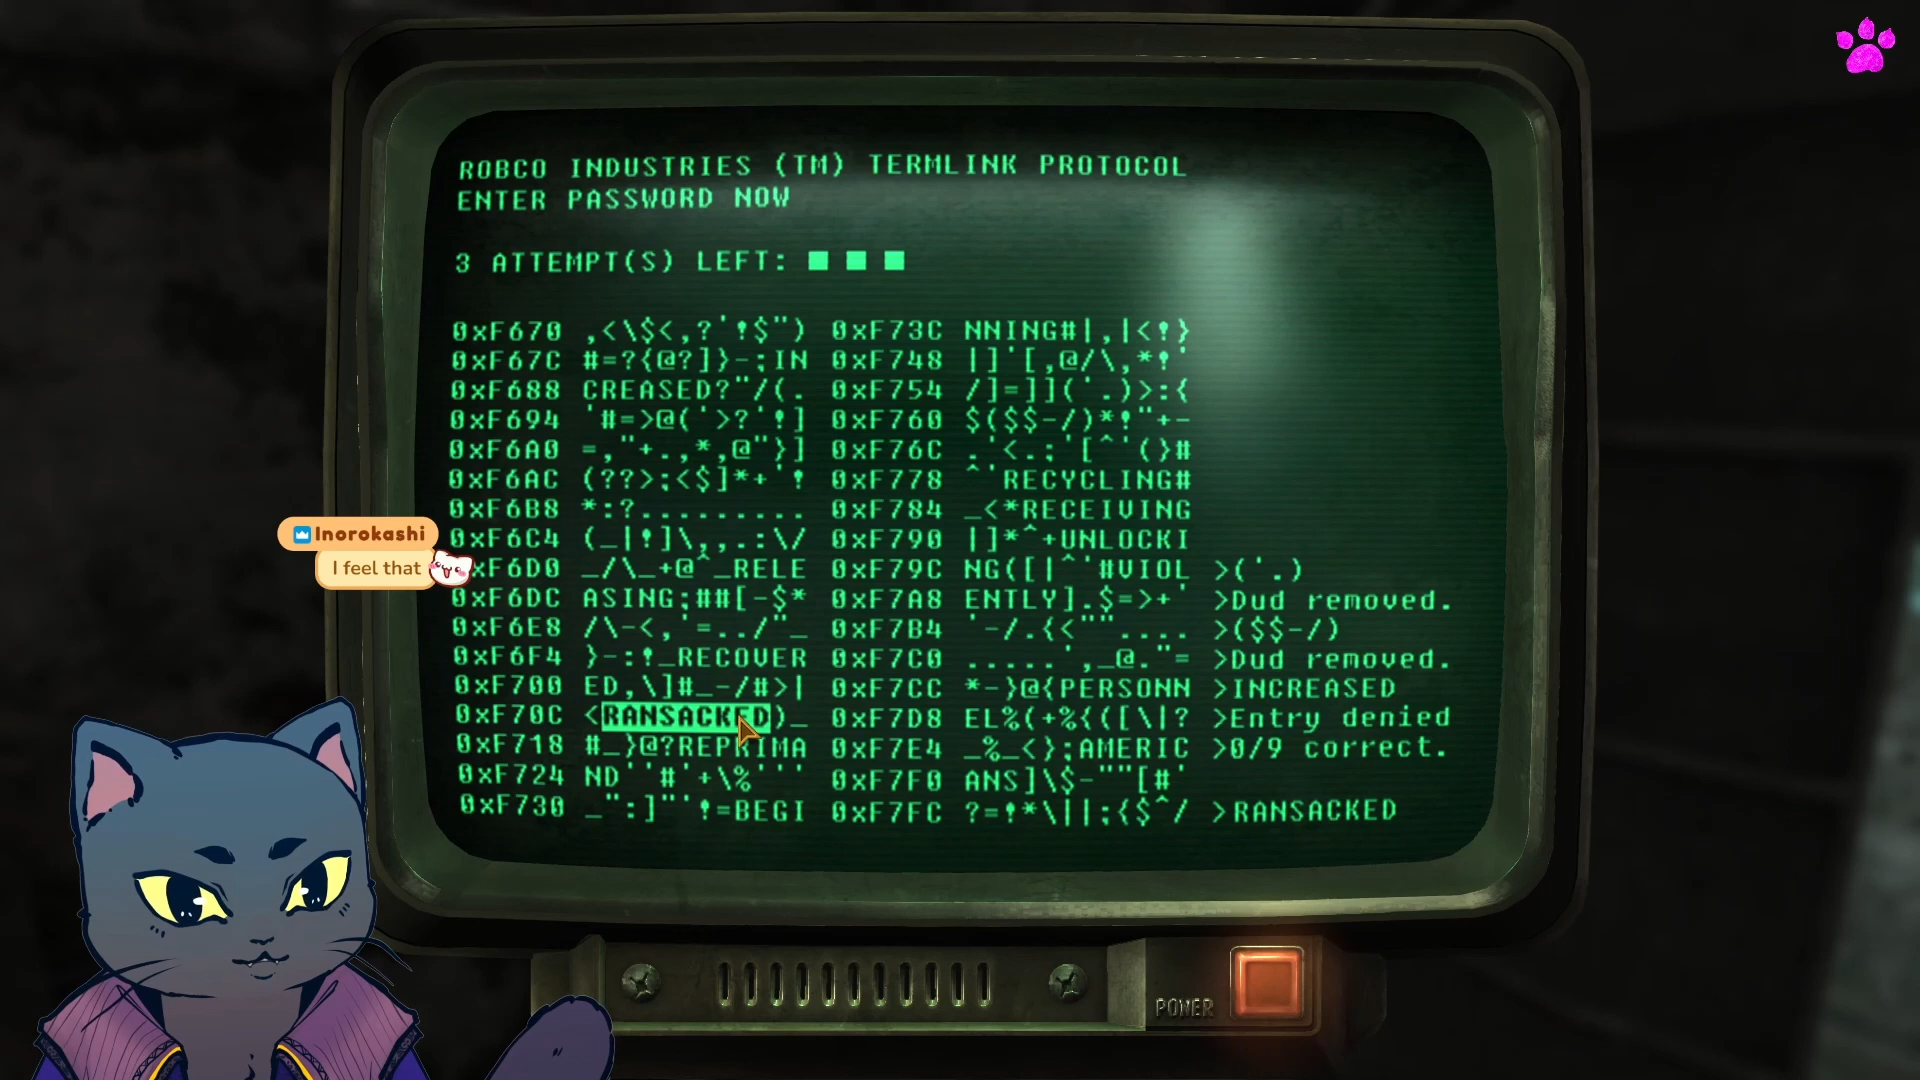 ROBCO INDUSTRIES (TM) TERMLINK PROTOCOL
ENTER PASSWORD NOW
3 ATTEMPT(S) LEFT: ■ ■ ■
0xF670 ,<\$<,?'!$") 0xF73C NNING#|,|<!}
0xF67C #=?{@?]}-;IN 0xF748 |]'[,@/\,*!'
0xF688 CREASED?"/(. 0xF754 /]=]]('.)>:{
0xF694 '#=>@('>?'!] 0xF760 $($$-/)*!"+-
0xF6A0 =,"+.,*,@"}] 0xF76C .'<.;'[^'(}#
0xF6AC (??>;<$]*+'! 0xF778 ^'RECYCLING#
0xF6B8 *:?......... 0xF784 _<*RECEIVING
0xF6C4 (_|!]\,,.:\/ 0xF790 |]*^+UNLOCKI
Inorokashi
I feel that
xF6D0 _/\_+@^_RELE 0xF79C NG([|^'#VIOL >('.)
0xF6DC ASING;##[-$* 0xF7A8 ENTLY].$=>+' >Dud removed.
0xF6E8 /\-<,'=../"_ 0xF7B4 '-/.{<"".... >($$-/)
0xF6F4 }-:!_RECOVER 0xF7C0 .....',_@."= >Dud removed.
0xF700 ED,\]#_-/#>| 0xF7CC *-}@{PERSONN >INCREASED
0xF70C <RANSACKED)_ 0xF7D8 EL%(+%{([\|? >Entry denied
0xF718 #_}@?REPRIMA 0xF7E4 _%_<};AMERIC >0/9 correct.
0xF724 ND''#'+\%''' 0xF7F0 ANS]\$-""[#'
0xF730 _":]"'!=BEGI 0xF7FC ?=!*\||;{$^/ >RANSACKED
POWER